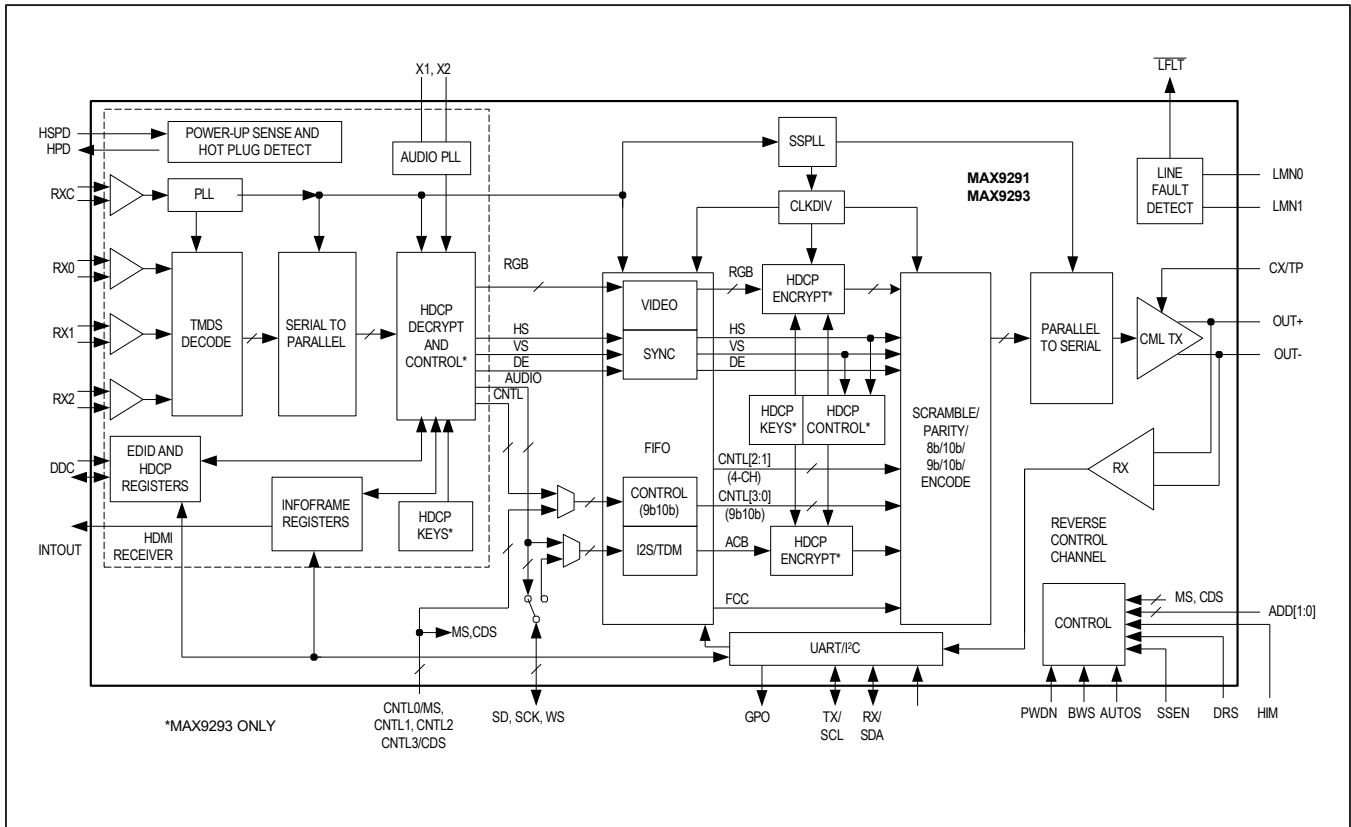 X1, X2
LFLT
HSPD
HPD
POWER-UP SENSE AND
HOT PLUG DETECT
AUDIO PLL
SSPLL
MAX9291
MAX9293
LINE
FAULT
DETECT
LMN0
LMN1
RXC
PLL
CLKDIV
RX0
RX1
RX2
TMDS
DECODE
SERIAL TO
PARALLEL
HDCP
DECRYPT
AND
CONTROL*
RGB
HS
VS
DE
AUDIO
CNTL
VIDEO
SYNC
FIFO
CONTROL
(9b10b)
I2S/TDM
RGB
HS
VS
DE
HDCP
ENCRYPT*
HDCP
KEYS*
HDCP
CONTROL*
CNTL[2:1]
(4-CH)
CNTL[3:0]
(9b10b)
ACB
HDCP
ENCRYPT*
FCC
SCRAMBLE/
PARITY/
8b/10b/
9b/10b/
ENCODE
PARALLEL
TO SERIAL
CML TX
CX/TP
OUT+
OUT-
RX
REVERSE
CONTROL
CHANNEL
DDC
EDID AND
HDCP
REGISTERS
INFOFRAME
REGISTERS
HDCP
KEYS*
INTOUT
HDMI
RECEIVER
MS,CDS
UART/I²C
CONTROL
MS, CDS
ADD[1:0]
*MAX9293 ONLY
CNTL0/MS,
CNTL1, CNTL2
CNTL3/CDS
SD, SCK, WS
GPO
TX/
SCL
RX/
SDA
PWDN
BWS
AUTOS
SSEN
DRS
HIM